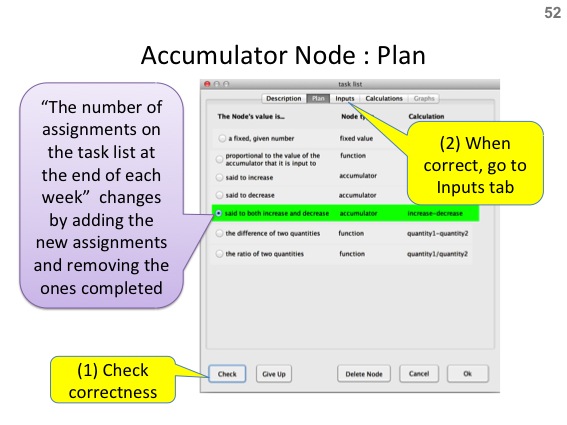 52
Accumulator Node : Plan
“The number of
assignments on
the task list at
the end of each
week” changes
by adding the
new assignments
and removing the
ones completed
task list
Description Plan Inputs Calculations Graphs
The Node's value is... Calculation
a fixed, given number fixed value
proportional to the value of the function
accumulator that it is input to
said to increase accumulator
said to decrease accumulator
said to both increase and decrease accumulator increase-decrease
the difference of two quantities function quantity1-quantity2
the ratio of two quantities function quantity1/quantity2
(2) When
correct, go to
Inputs tab
Check Give Up Delete Node Cancel Ok
(1) Check
correctness